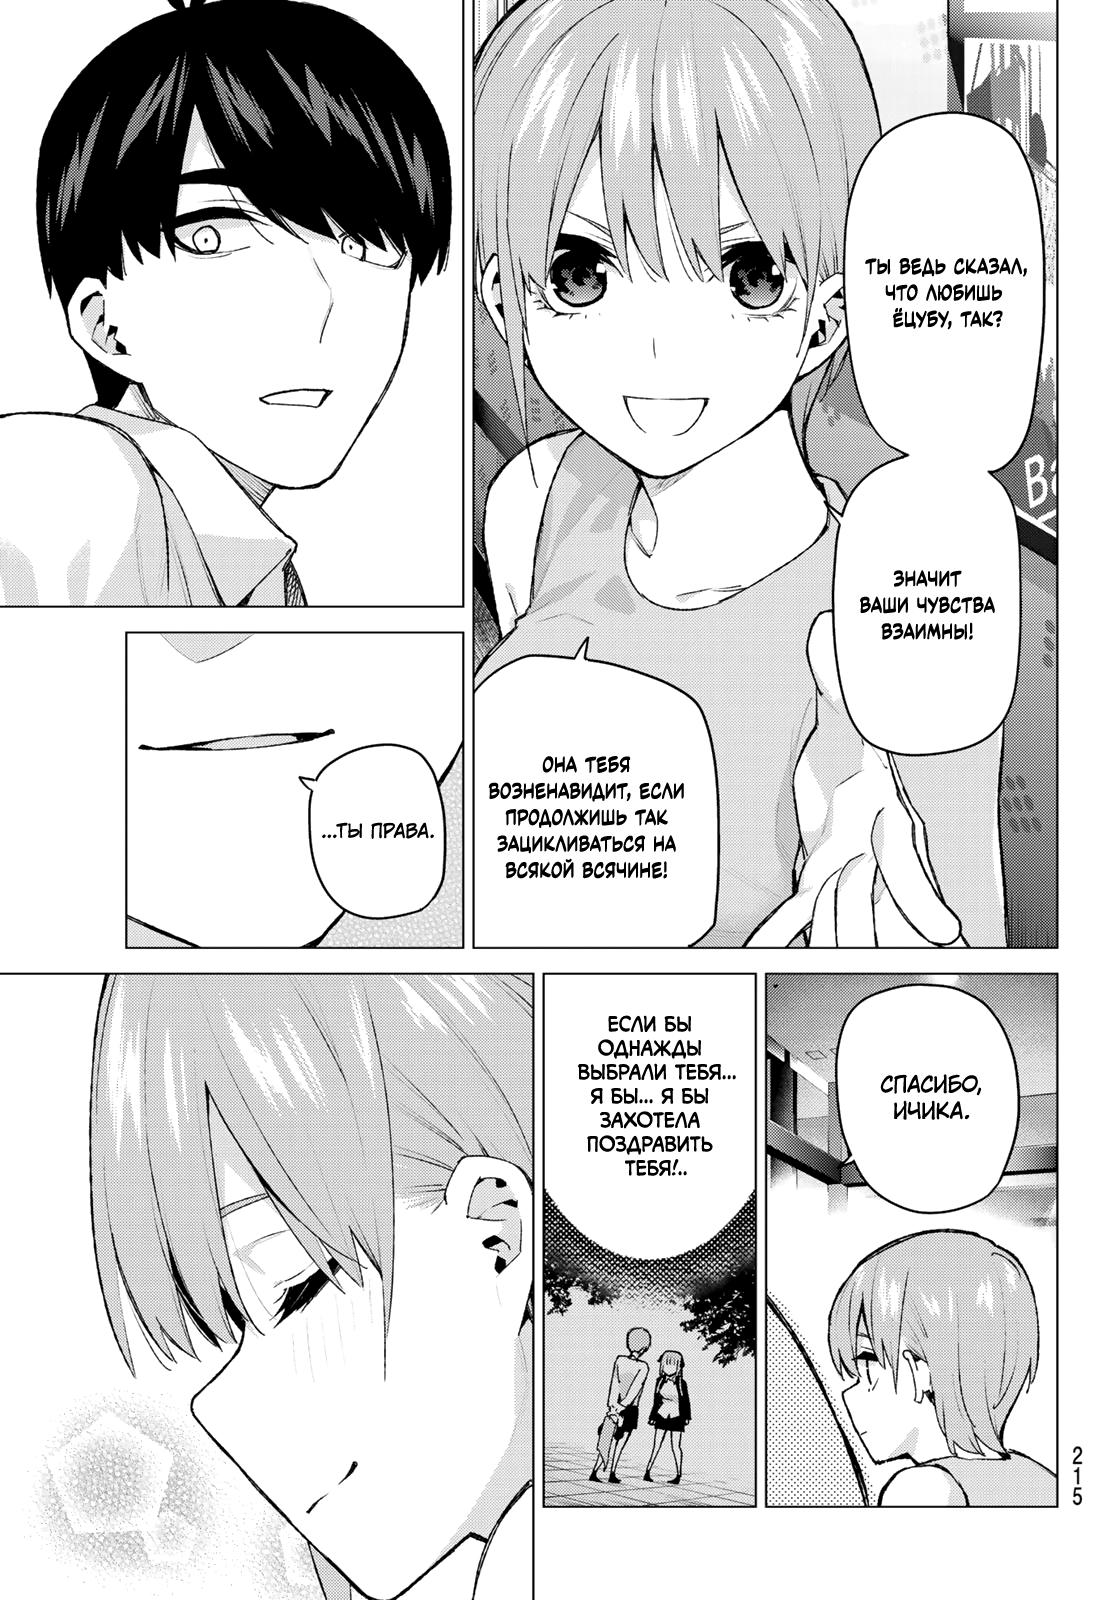 ТЫ ВЕДЬ СКАЗАЛ,
ЧТО ЛЮБИШЬ
ЁЦУБУ, ТАК?
ЗНАЧИТ
ВАШИ ЧУВСТВА
ВЗАИМНЫ!
ОНА ТЕБЯ
ВОЗНЕНАВИДИТ, ЕСЛИ
ПРОДОЛЖИШЬ ТАК
ЗАЦИКЛИВАТЬСЯ НА
ВСЯКОЙ ВСЯЧИНЕ!
...ТЫ ПРАВА.
СПАСИБО,
ИЧИКА.
ЕСЛИ БЫ
ОДНАЖДЫ
ВЫБРАЛИ ТЕБЯ...
Я БЫ... Я БЫ
ЗАХОТЕЛА
ПОЗДРАВИТЬ
ТЕБЯ!..
215